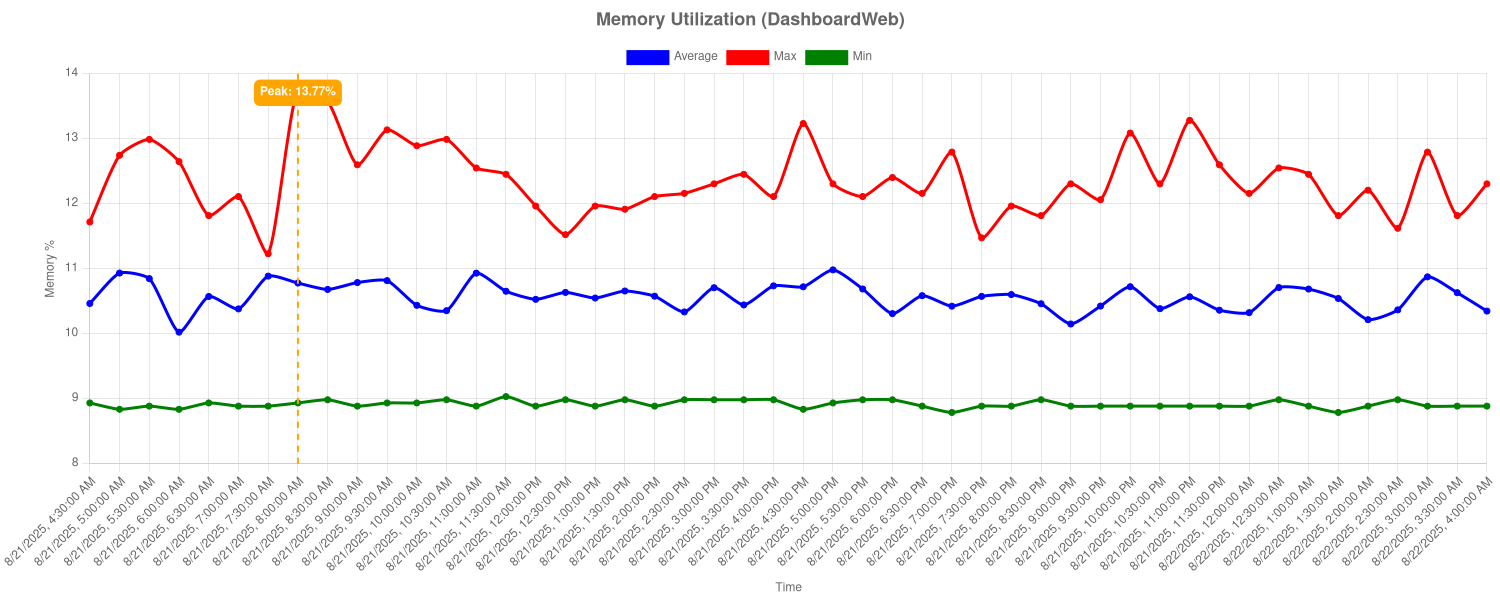 Memory Utilization (DashboardWeb)
Average Max Min
14
Peak: 13.77%
13
12
11
10
9
8
Memory %
8/21/2025, 4:30:00 AM
8/21/2025, 5:00:00 AM
8/21/2025, 5:30:00 AM
8/21/2025, 6:00:00 AM
8/21/2025, 6:30:00 AM
8/21/2025, 7:00:00 AM
8/21/2025, 7:30:00 AM
8/21/2025, 8:00:00 AM
8/21/2025, 8:30:00 AM
8/21/2025, 9:00:00 AM
8/21/2025, 9:30:00 AM
8/21/2025, 10:00:00 AM
8/21/2025, 10:30:00 AM
8/21/2025, 11:00:00 AM
8/21/2025, 11:30:00 AM
8/21/2025, 12:00:00 PM
8/21/2025, 12:30:00 PM
8/21/2025, 1:00:00 PM
8/21/2025, 1:30:00 PM
8/21/2025, 2:00:00 PM
8/21/2025, 2:30:00 PM
8/21/2025, 3:00:00 PM
8/21/2025, 3:30:00 PM
8/21/2025, 4:00:00 PM
8/21/2025, 4:30:00 PM
8/21/2025, 5:00:00 PM
8/21/2025, 5:30:00 PM
8/21/2025, 6:00:00 PM
8/21/2025, 6:30:00 PM
8/21/2025, 7:00:00 PM
8/21/2025, 7:30:00 PM
8/21/2025, 8:00:00 PM
8/21/2025, 8:30:00 PM
8/21/2025, 9:00:00 PM
8/21/2025, 9:30:00 PM
8/21/2025, 10:00:00 PM
8/21/2025, 10:30:00 PM
8/21/2025, 11:00:00 PM
8/21/2025, 11:30:00 PM
8/22/2025, 12:00:00 AM
8/22/2025, 12:30:00 AM
8/22/2025, 1:00:00 AM
8/22/2025, 1:30:00 AM
8/22/2025, 2:00:00 AM
8/22/2025, 2:30:00 AM
8/22/2025, 3:00:00 AM
8/22/2025, 3:30:00 AM
8/22/2025, 4:00:00 AM
Time